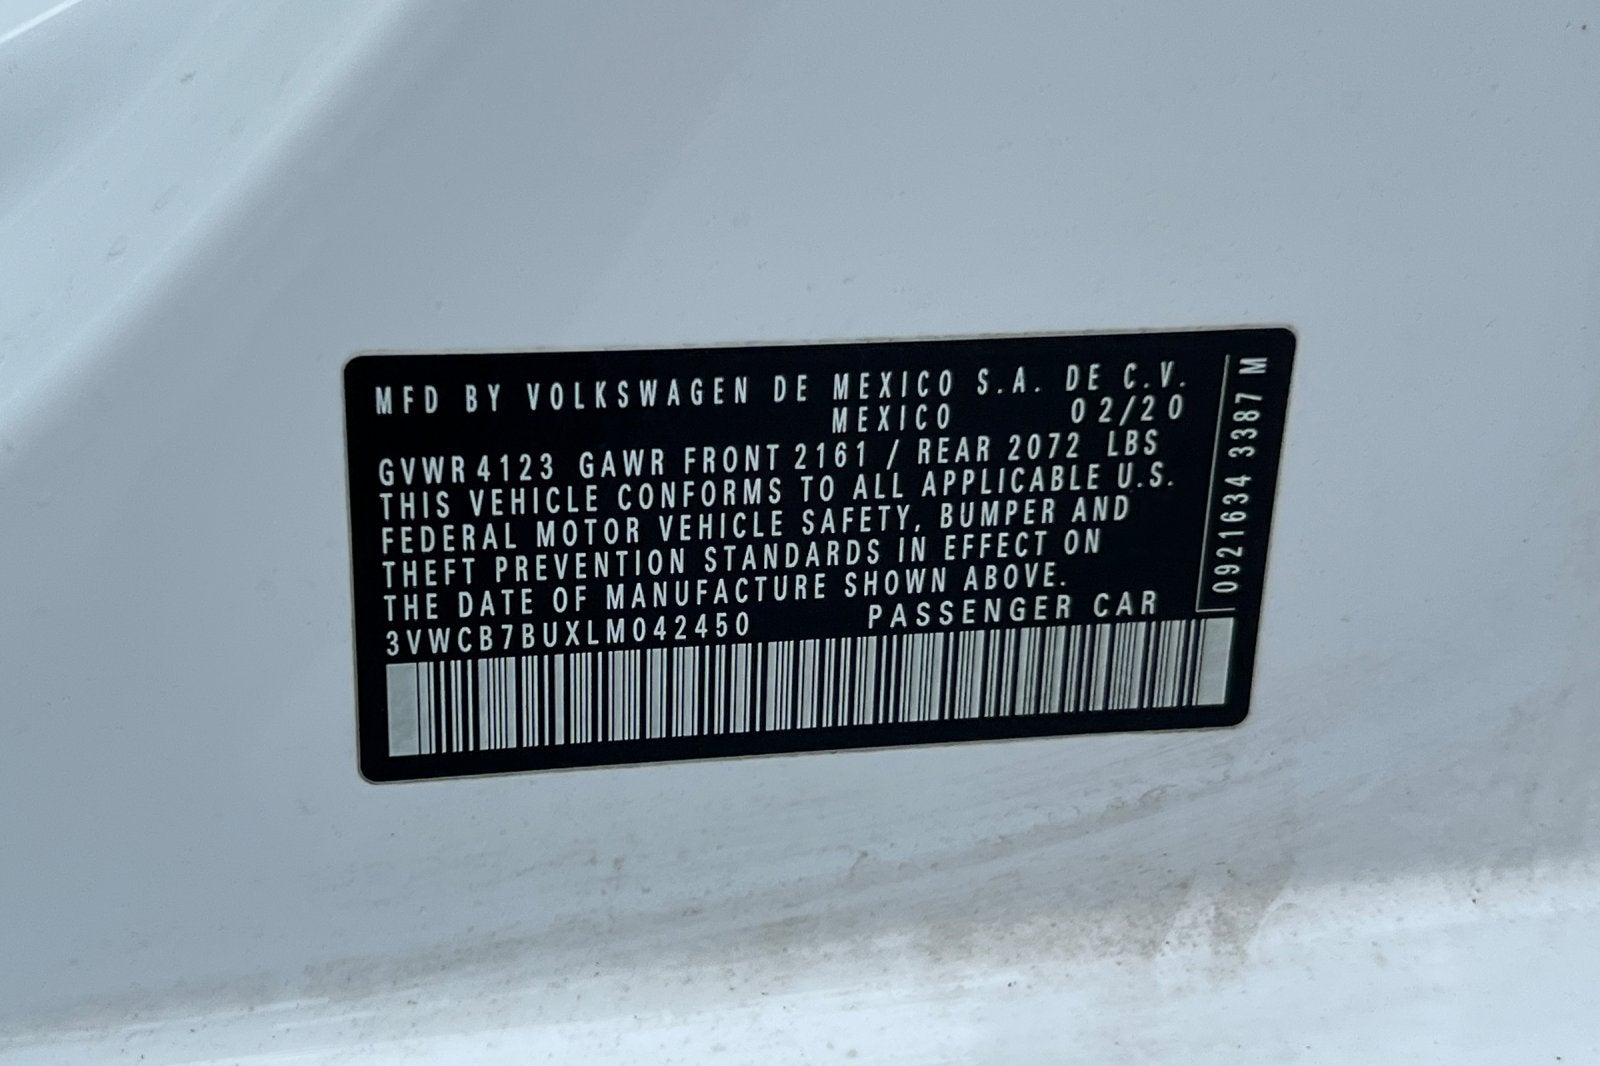 MFD BY VOLKSWAGEN DE MEXICO S.A. DE C.V.
MEXICO 02/20
GVWR 4123 GAWR FRONT 2161 / REAR 2072 LBS
THIS VEHICLE CONFORMS TO ALL APPLICABLE U.S.
FEDERAL MOTOR VEHICLE SAFETY, BUMPER AND
THEFT PREVENTION STANDARDS IN EFFECT ON
THE DATE OF MANUFACTURE SHOWN ABOVE.
3VWCB7BUXLM042450 PASSENGER CAR
0921634 3387 M